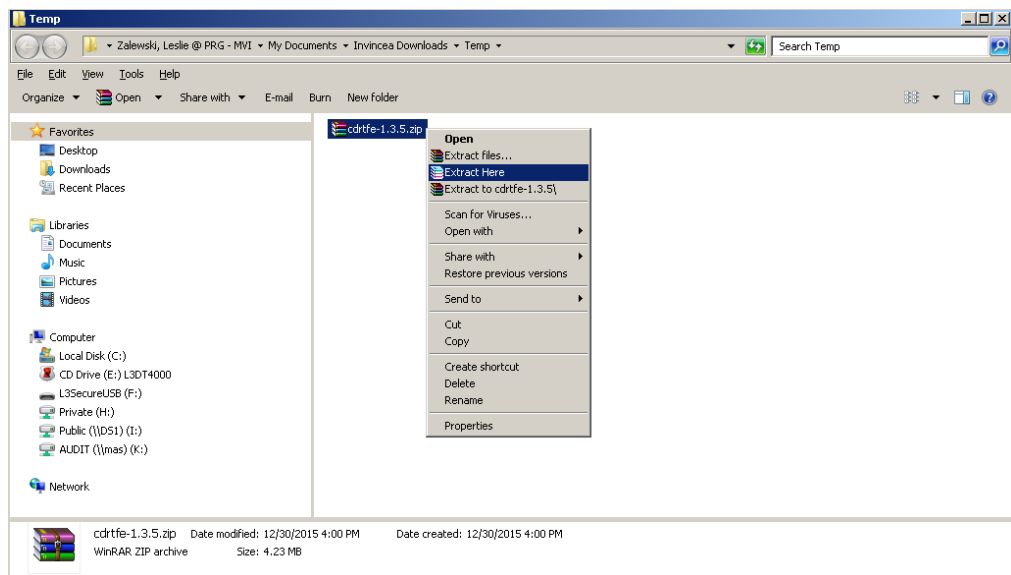 Temp
Zalewski, Leslie @ PRG - MVI My Documents Invincea Downloads Temp
Search Temp
File Edit View Tools Help
Organize Open Share with E-mail Burn New folder
Favorites
Desktop
Downloads
Recent Places
Libraries
Documents
Music
Pictures
Videos
Computer
Local Disk (C:)
CD Drive (E:) L3DT4000
L3SecureUSB (F:)
Private (H:)
Public (\\DS1) (I:)
AUDIT (\\mas) (K:)
Network
cdrtfe-1.3.5.zip
Open
Extract files...
Extract Here
Extract to cdrtfe-1.3.5\
Scan for Viruses...
Open with
Share with
Restore previous versions
Send to
Cut
Copy
Create shortcut
Delete
Rename
Properties
cdrtfe-1.3.5.zip Date modified: 12/30/2015 4:00 PM Date created: 12/30/2015 4:00 PM
WinRAR ZIP archive Size: 4.23 MB